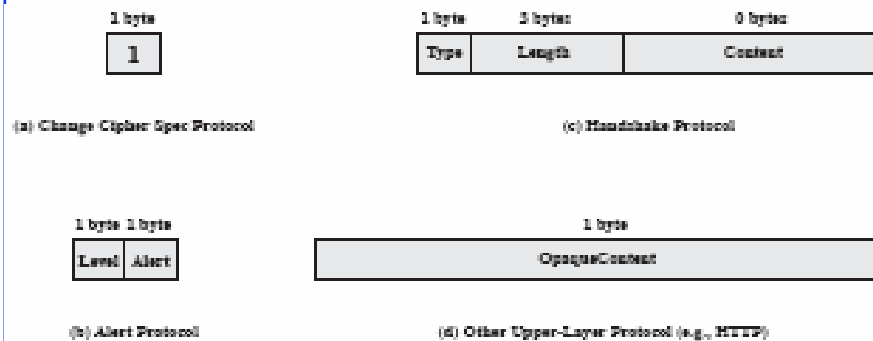 1 byte
1
(a) Change Cipher Spec Protocol
1 byte 3 bytes 0 bytes
Type Length Content
(c) Handshake Protocol
1 byte 1 byte
Level Alert
(b) Alert Protocol
1 byte
OpaqueContent
(d) Other Upper-Layer Protocol (e.g., HTTP)